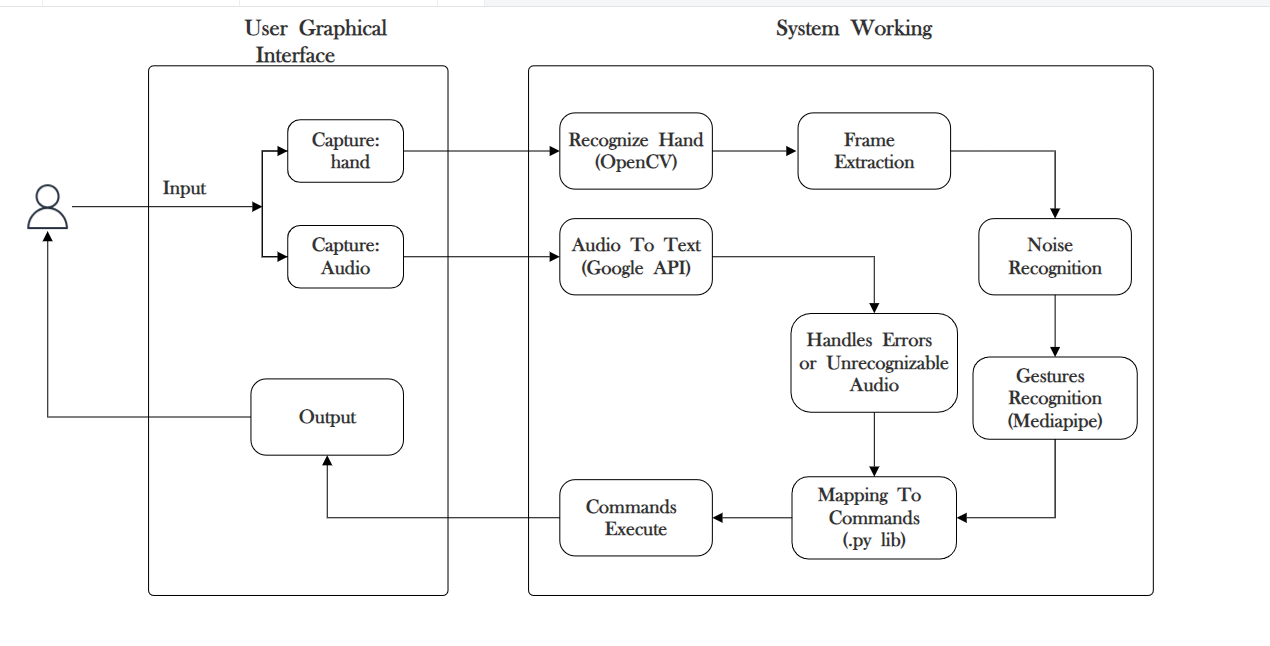 User Graphical
Interface
System Working
Input
Capture:
hand
Capture:
Audio
Output
Recognize Hand
(OpenCV)
Frame
Extraction
Audio To Text
(Google API)
Noise
Recognition
Handles Errors
or Unrecognizable
Audio
Gestures
Recognition
(Mediapipe)
Commands
Execute
Mapping To
Commands
(.py lib)